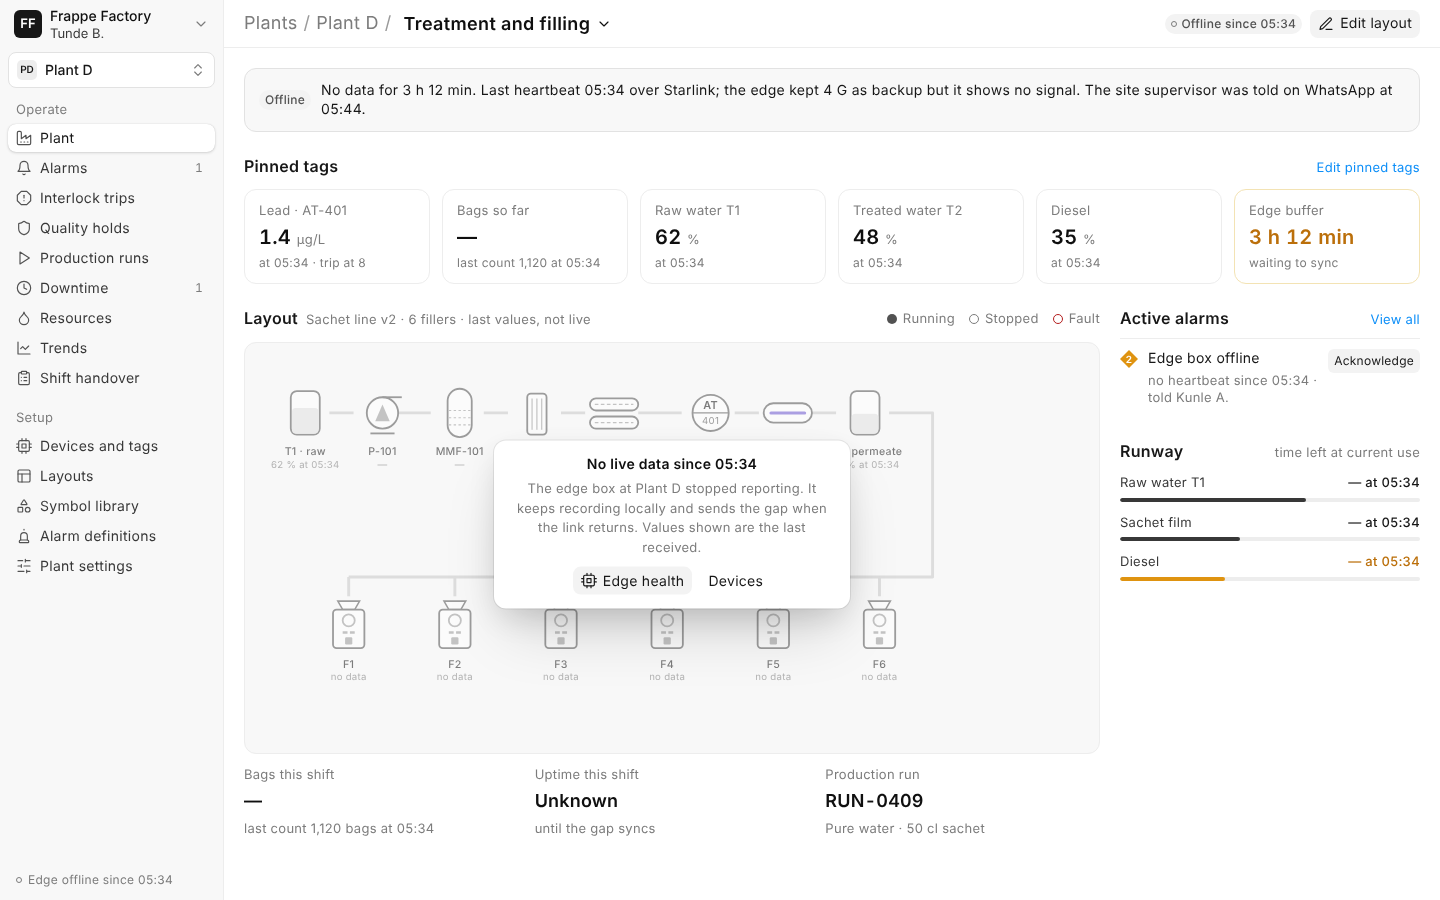 FF
Frappe Factory
Tunde B.
PD
Plant D
Operate
Plant
Alarms 1
Interlock trips
Quality holds
Production runs
Downtime 1
Resources
Trends
Shift handover
Setup
Devices and tags
Layouts
Symbol library
Alarm definitions
Plant settings
Edge offline since 05:34
Plants / Plant D / Treatment and filling
Offline since 05:34
Edit layout
Offline
No data for 3 h 12 min. Last heartbeat 05:34 over Starlink; the edge kept 4 G as backup but it shows no signal. The site supervisor was told on WhatsApp at
05:44.
Pinned tags
Edit pinned tags
Lead · AT-401
1.4 µg/L
at 05:34 · trip at 8
Bags so far
—
last count 1,120 at 05:34
Raw water T1
62 %
at 05:34
Treated water T2
48 %
at 05:34
Diesel
35 %
at 05:34
Edge buffer
3 h 12 min
waiting to sync
Layout Sachet line v2 · 6 fillers · last values, not live
Running Stopped Fault
AT
401
T1 · raw
62 % at 05:34
P-101
—
MMF-101
—
permeate
% at 05:34
No live data since 05:34
The edge box at Plant D stopped reporting. It
keeps recording locally and sends the gap when
the link returns. Values shown are the last
received.
Edge health Devices
F1
no data
F2
no data
F3
no data
F4
no data
F5
no data
F6
no data
Bags this shift
—
last count 1,120 bags at 05:34
Uptime this shift
Unknown
until the gap syncs
Production run
RUN-0409
Pure water · 50 cl sachet
Active alarms
View all
2
Edge box offline
no heartbeat since 05:34 ·
told Kunle A.
Acknowledge
Runway time left at current use
Raw water T1 — at 05:34
Sachet film — at 05:34
Diesel — at 05:34